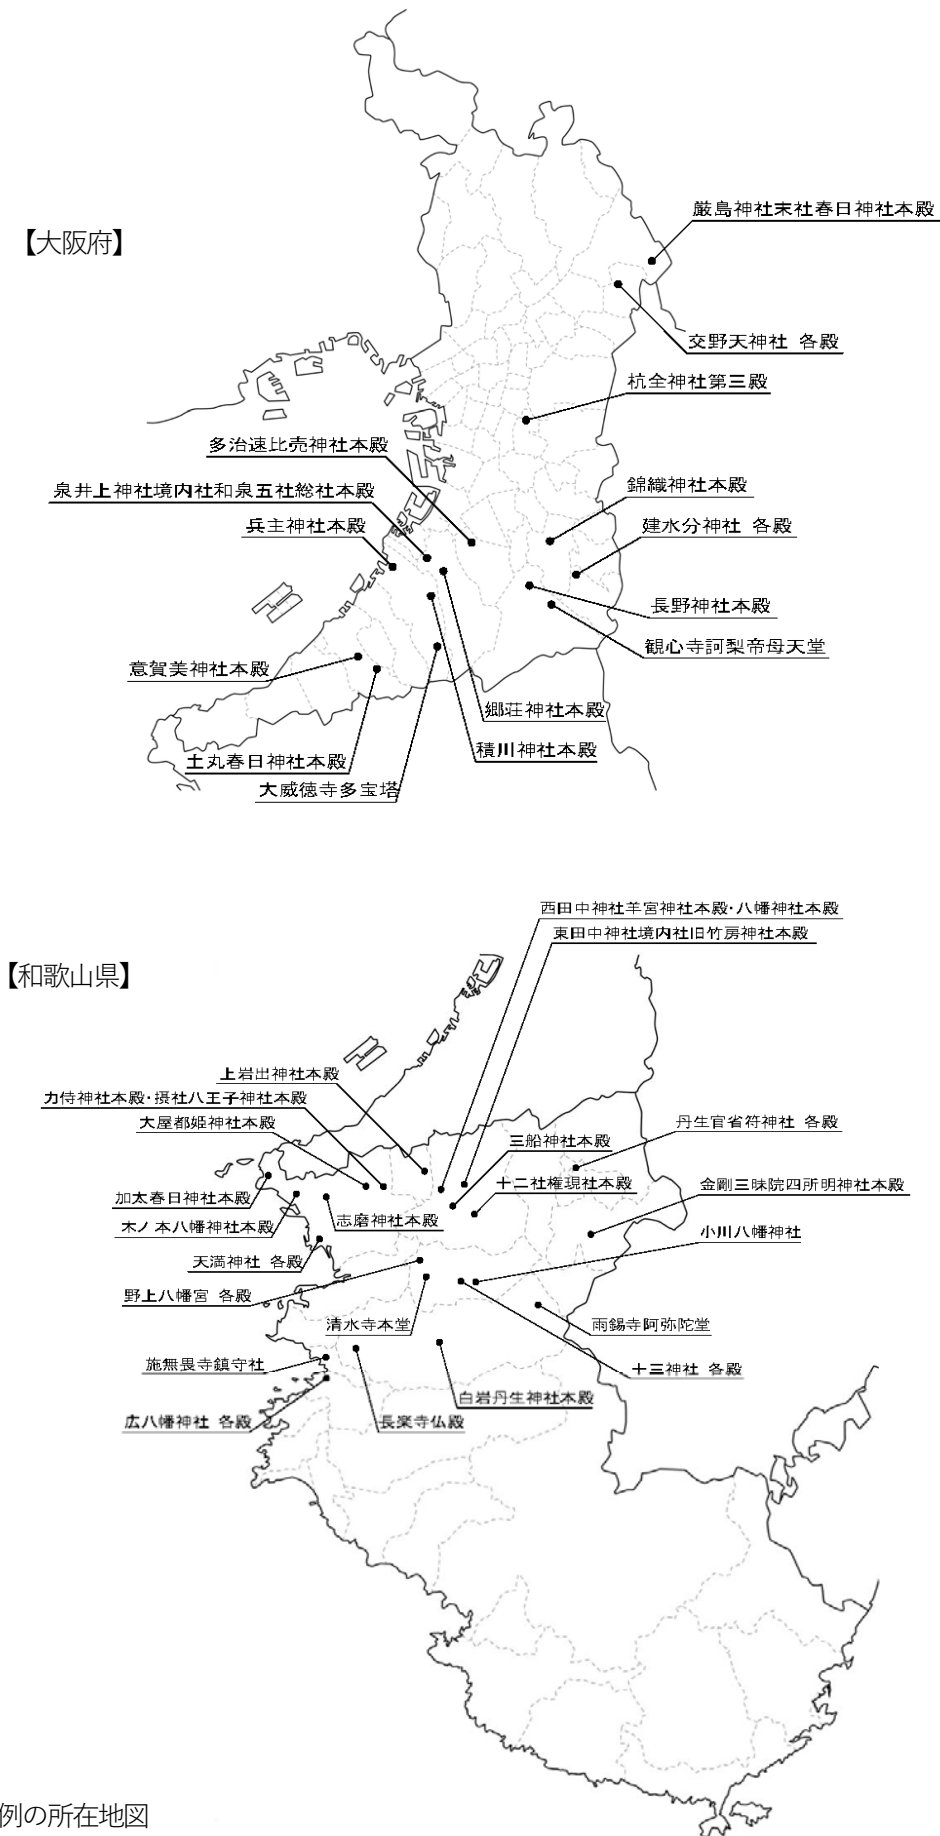 【大阪府】
厳島神社末社春日神社本殿
交野天神社 各殿
杭全神社第三殿
多治速比売神社本殿
泉井上神社境内社和泉五社総社本殿
兵主神社本殿
錦織神社本殿
建水分神社 各殿
長野神社本殿
観心寺訶梨帝母天堂
意賀美神社本殿
郷荘神社本殿
積川神社本殿
土丸春日神社本殿
大威徳寺多宝塔
【和歌山県】
西田中神社羊宮神社本殿・八幡神社本殿
東田中神社境内社旧竹房神社本殿
上岩出神社本殿
力侍神社本殿・摂社八王子神社本殿
大屋都姫神社本殿
三船神社本殿
丹生官省符神社 各殿
十二社権現社本殿
金剛三昧院四所明神社本殿
加太春日神社本殿
木ノ本八幡神社本殿
志磨神社本殿
小川八幡神社
天満神社 各殿
野上八幡宮 各殿
清水寺本堂
雨錫寺阿弥陀堂
施無畏寺鎮守社
十三神社 各殿
白岩丹生神社本殿
広八幡神社 各殿
長楽寺仏殿
例の所在地図